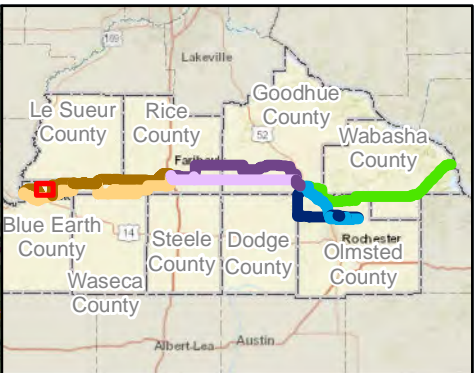 169
Lakeville
Goodhue
County
Le Sueur
County
Rice
County
52
Wabasha
County
Blue Earth
County
14
Steele
County
Dodge
County
Rochester
Olmsted
County
Waseca
County
Albert Lea
Austin